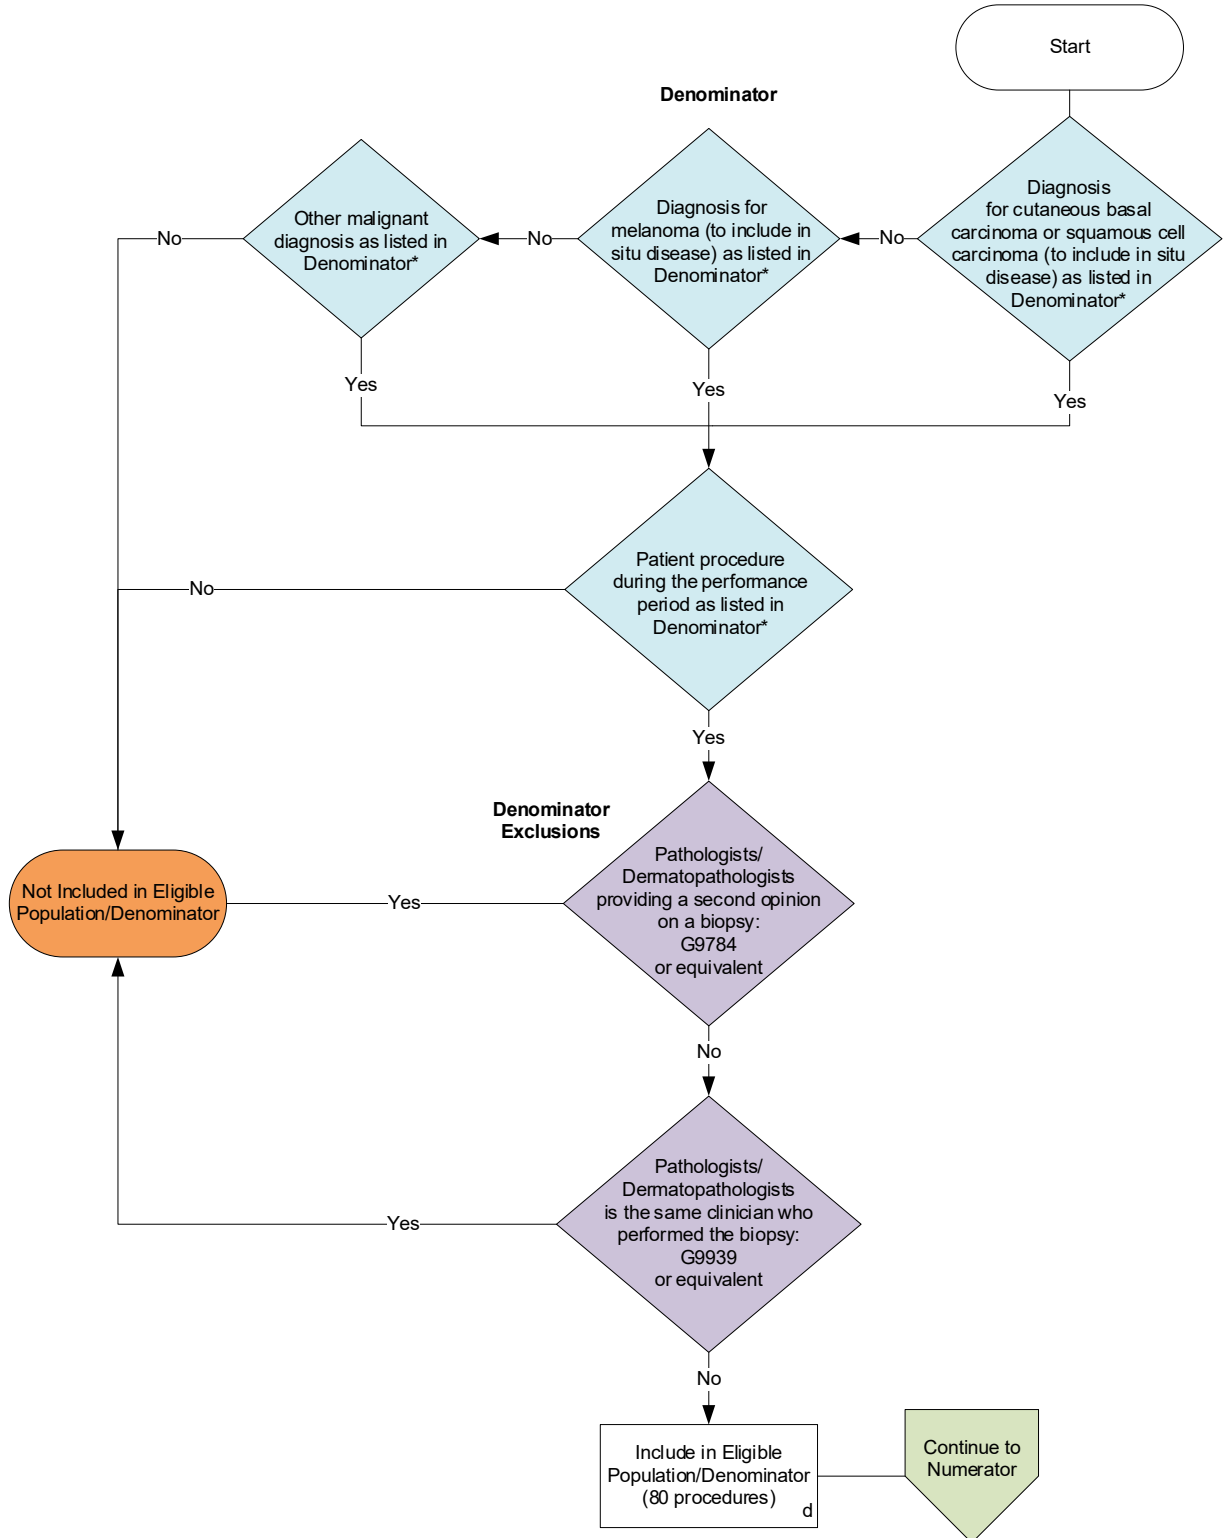 Start
Denominator
Diagnosis
for cutaneous basal
carcinoma or squamous cell
carcinoma (to include in situ
disease) as listed in
Denominator*
No
Diagnosis for
melanoma (to include in
situ disease) as listed in
Denominator*
No
Other malignant
diagnosis as listed in
Denominator*
No
Yes
Yes
Yes
Patient procedure
during the performance
period as listed in
Denominator*
No
Yes
Denominator
Exclusions
Pathologists/
Dermatopathologists
providing a second opinion
on a biopsy:
G9784
or equivalent
Yes
Not Included in Eligible
Population/Denominator
No
Pathologists/
Dermatopathologists
is the same clinician who
performed the biopsy:
G9939
or equivalent
Yes
No
Include in Eligible
Population/Denominator
(80 procedures)
d
Continue to
Numerator